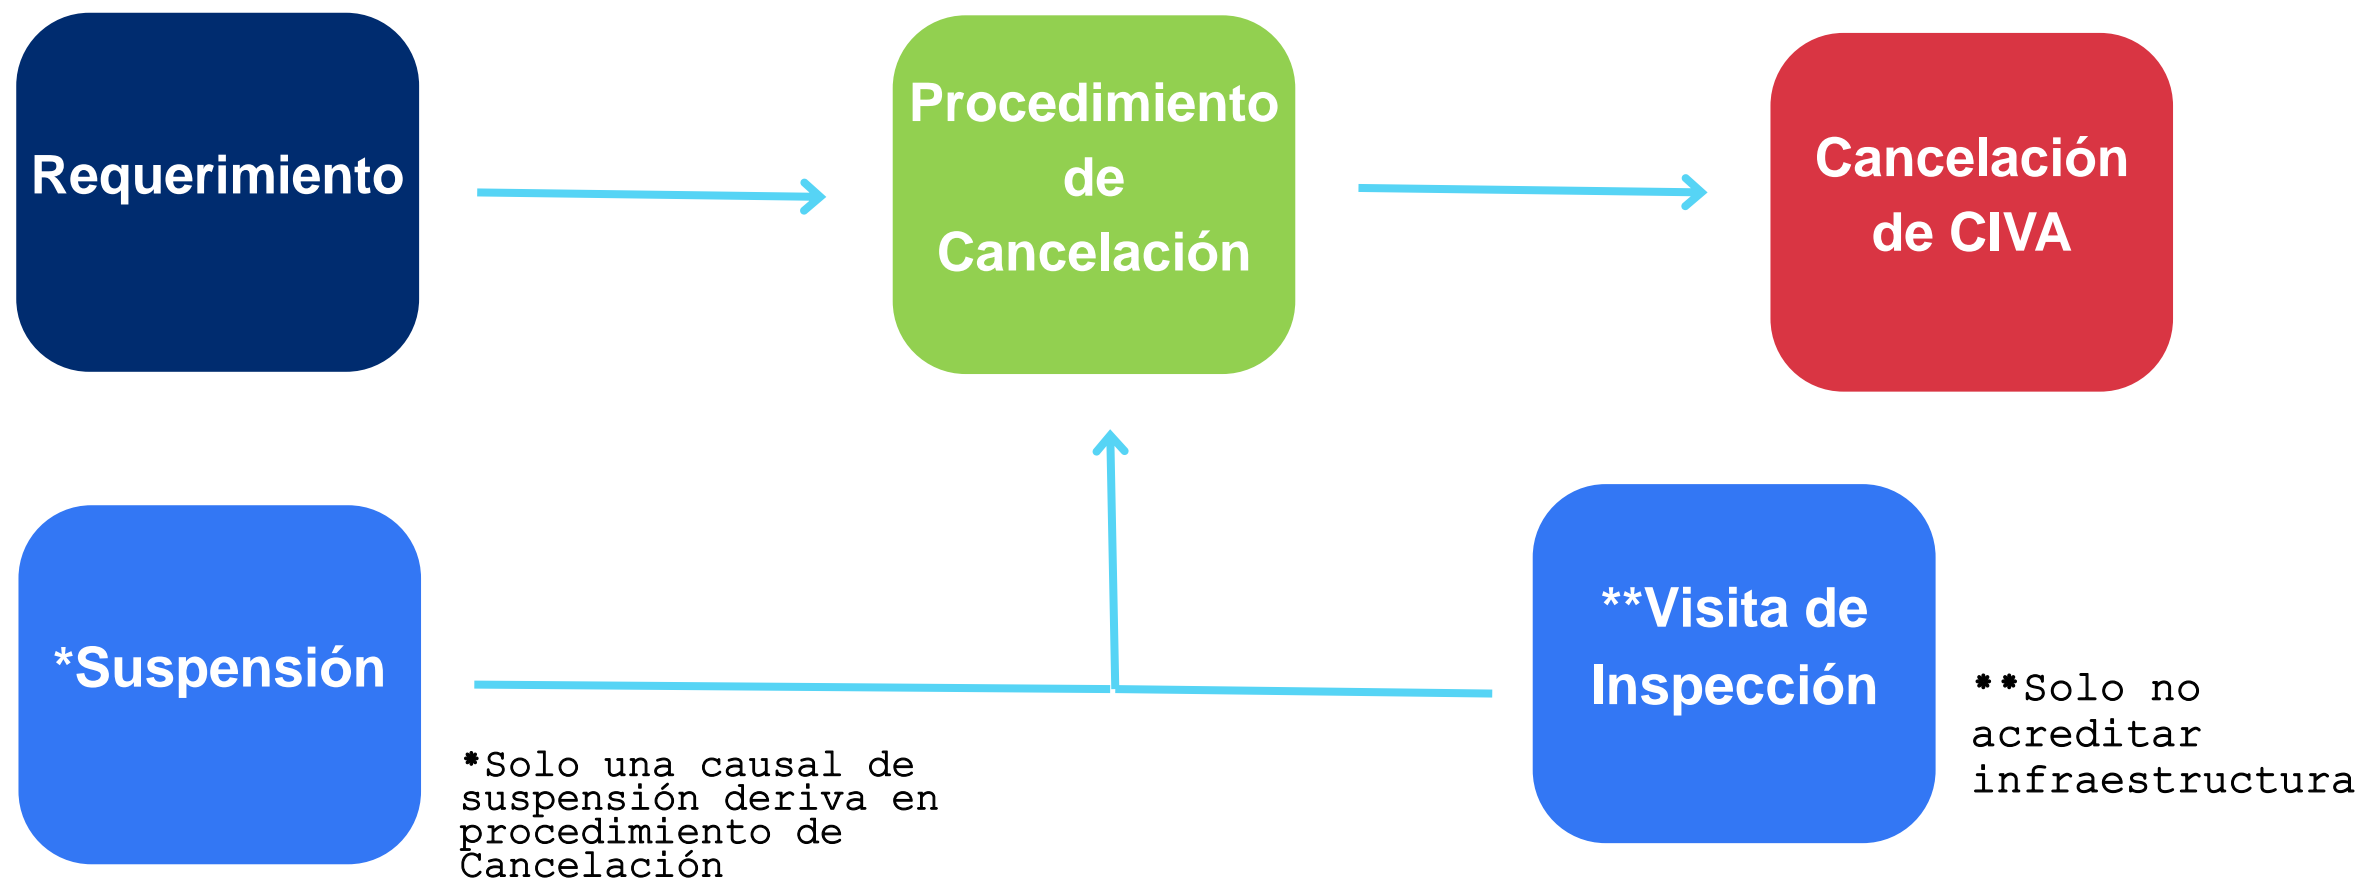 Requerimiento
Procedimiento
de
Cancelación
Cancelación
de CIVA
*Suspensión
*Solo una causal de
suspensión deriva en
procedimiento de
Cancelación
**Visita de
Inspección
**Solo no
acreditar
infraestructura